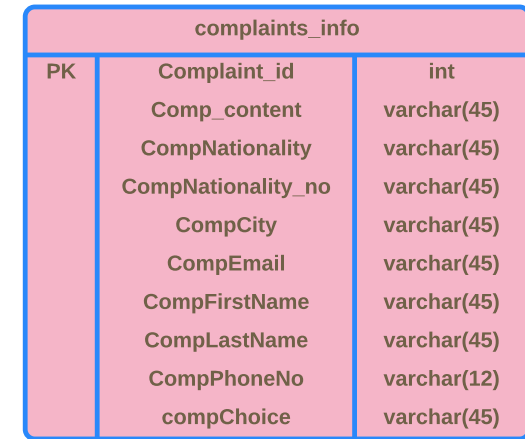 complaints_info
PK Complaint_id int
Comp_content varchar(45)
CompNationality varchar(45)
CompNationality_no varchar(45)
CompCity varchar(45)
CompEmail varchar(45)
CompFirstName varchar(45)
CompLastName varchar(45)
CompPhoneNo varchar(12)
compChoice varchar(45)